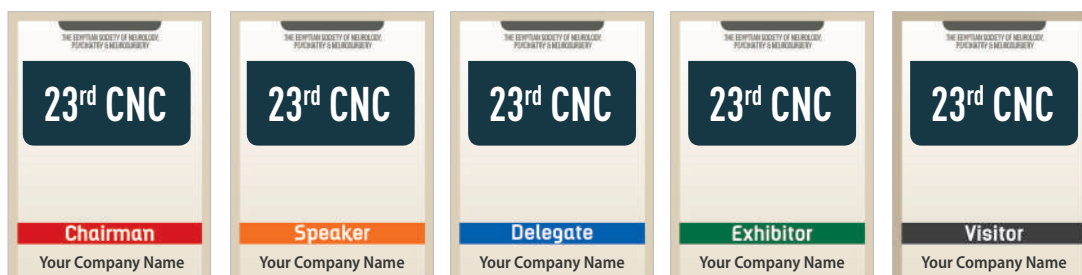 THE EGYPTIAN SOCIETY OF NEUROLOGY,
PSYCHIATRY & NEUROSURGERY
23rd CNC
Chairman
Your Company Name
THE EGYPTIAN SOCIETY OF NEUROLOGY,
PSYCHIATRY & NEUROSURGERY
23rd CNC
Speaker
Your Company Name
THE EGYPTIAN SOCIETY OF NEUROLOGY,
PSYCHIATRY & NEUROSURGERY
23rd CNC
Delegate
Your Company Name
THE EGYPTIAN SOCIETY OF NEUROLOGY,
PSYCHIATRY & NEUROSURGERY
23rd CNC
Exhibitor
Your Company Name
THE EGYPTIAN SOCIETY OF NEUROLOGY,
PSYCHIATRY & NEUROSURGERY
23rd CNC
Visitor
Your Company Name